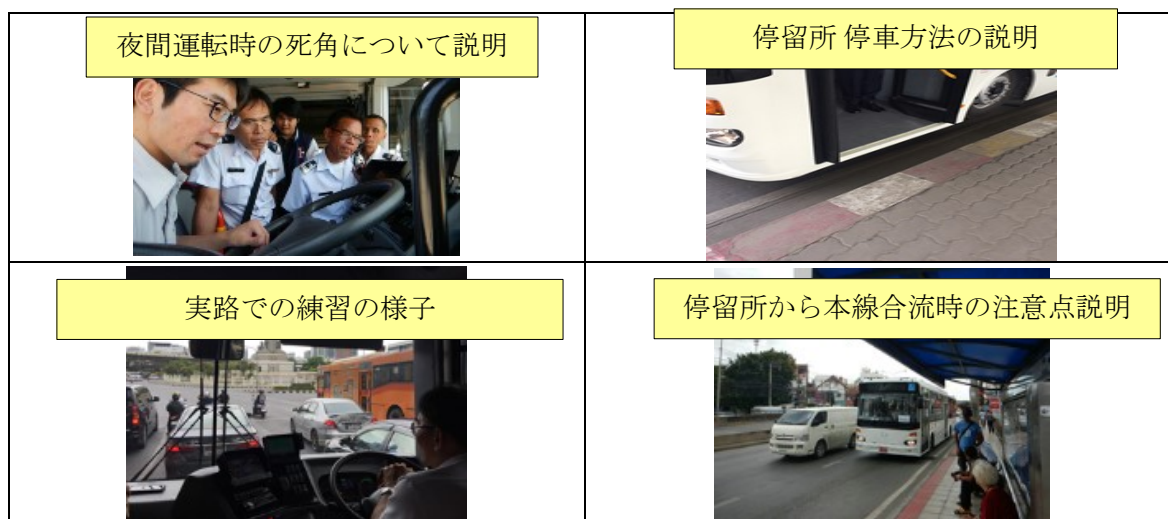 夜間運転時の死角について説明
停留所 停車方法の説明
実路での練習の様子
停留所から本線合流時の注意点説明